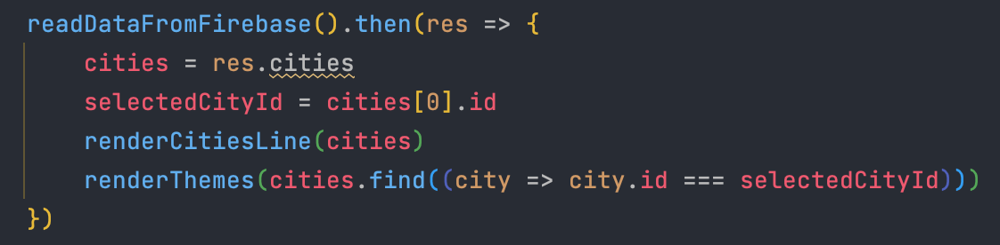 readDataFromFirebase().then(res => {
    cities = res.cities
    selectedCityId = cities[0].id
    renderCitiesLine(cities)
    renderThemes(cities.find((city => city.id === selectedCityId)))
})